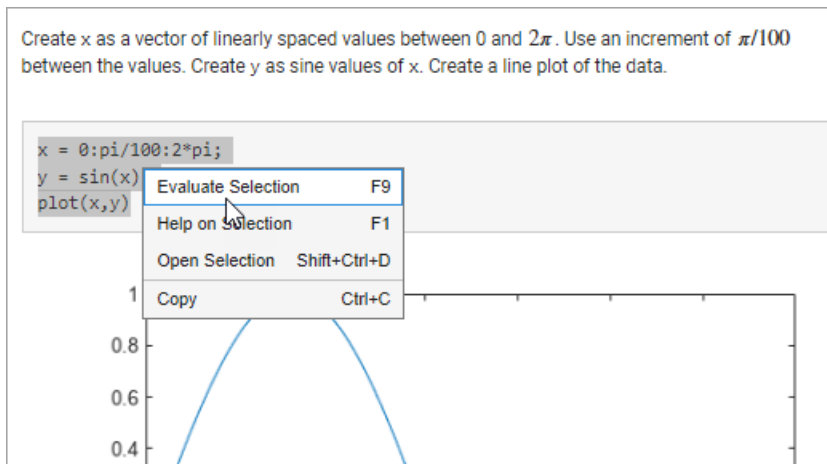 Create x as a vector of linearly spaced values between 0 and 2π. Use an increment of π/100
between the values. Create y as sine values of x. Create a line plot of the data.
x = 0:pi/100:2*pi;
y = sin(x)
plot(x,y)
Evaluate Selection F9
Help on Selection F1
Open Selection Shift+Ctrl+D
Copy Ctrl+C
1
0.8
0.6
0.4